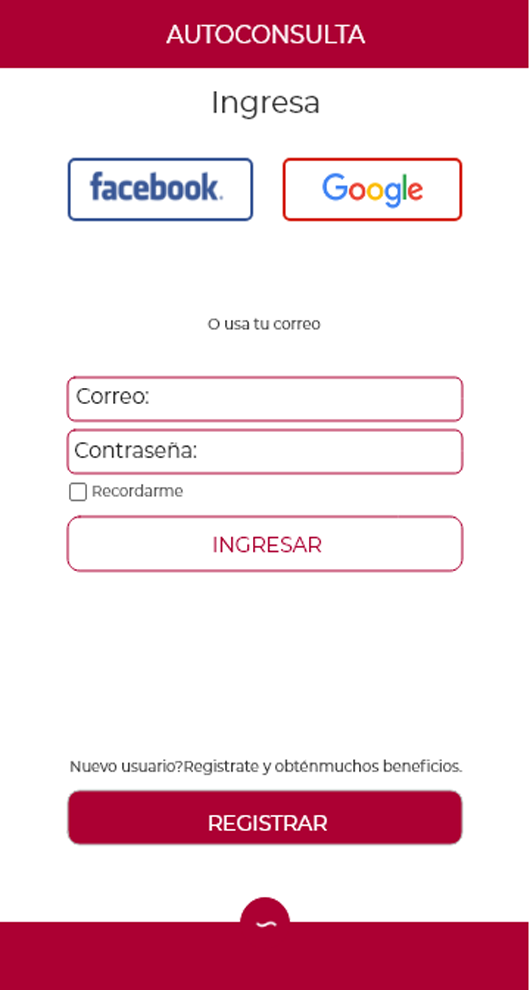 AUTOCONSULTA
Ingresa
facebook.
Google
O usa tu correo
Correo:
Contraseña:
Recordarme
INGRESAR
Nuevo usuario?Registrate y obténmuchos beneficios.
REGISTRAR